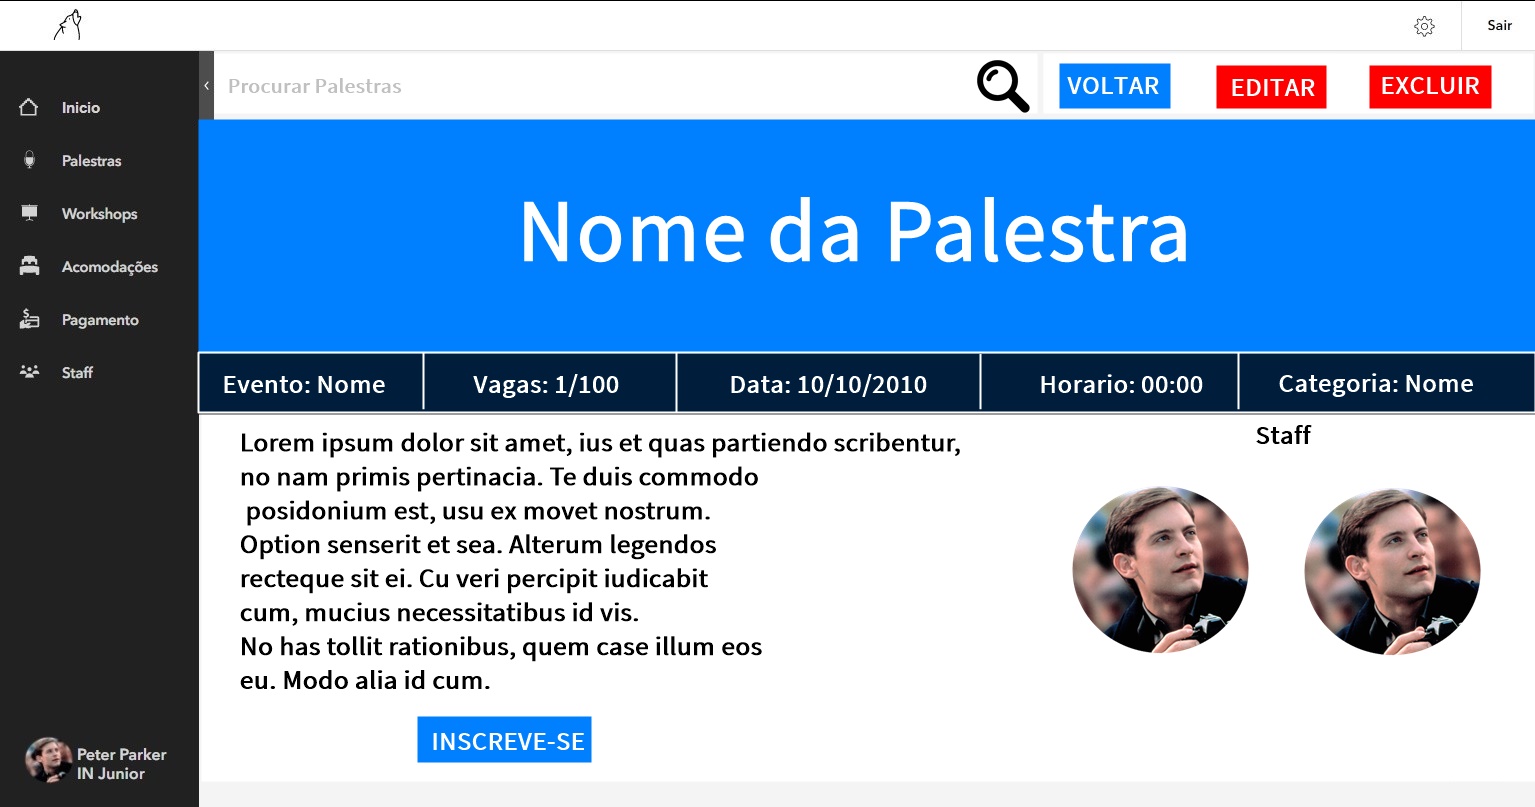 Sair
Procurar Palestras
VOLTAR
EDITAR
EXCLUIR
Inicio
Palestras
Workshops
Acomodações
Pagamento
Staff
Peter Parker
IN Junior
Nome da Palestra
Evento: Nome
Vagas: 1/100
Data: 10/10/2010
Horario: 00:00
Categoria: Nome
Lorem ipsum dolor sit amet, ius et quas partiendo scribentur,
no nam primis pertinacia. Te duis commodo
posidonium est, usu ex movet nostrum.
Option senserit et sea. Alterum legendos
recteque sit ei. Cu veri percipit iudicabit
cum, mucius necessitatibus id vis.
No has tollit rationibus, quem case illum eos
eu. Modo alia id cum.
INSCREVE-SE
Staff